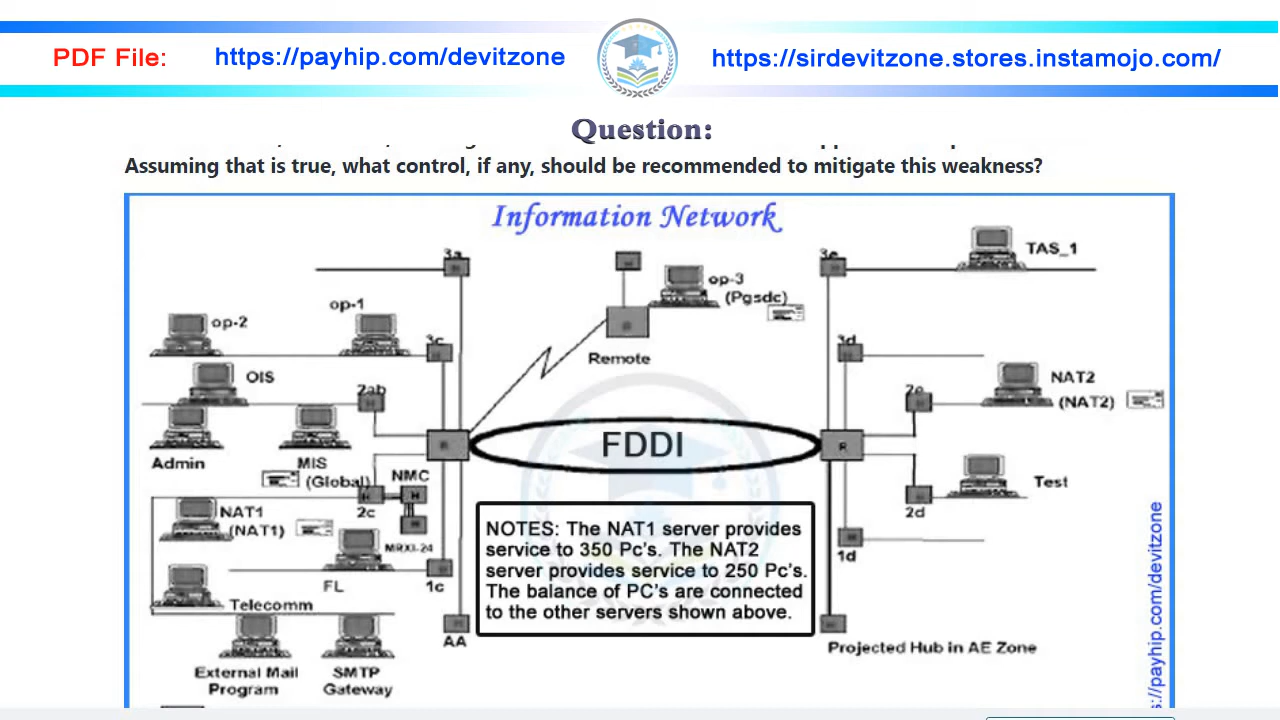 PDF File:
https://payhip.com/devitzone
https://sirdevitzone.stores.instamojo.com/
Question:
Assuming that is true, what control, if any, should be recommended to mitigate this weakness?
Information Network
3a
3e
TAS_1
op-3
(Pgsdc)
op-1
op-2
3c
Remote
3d
OIS
2ab
2e
NAT2
(NAT2)
FDDI
R
R
Admin
MIS
(Global)
NMC
H
H
2c
NAT1
(NAT1)
MRXI-24
Test
2d
1d
FL
1c
Telecomm
AA
NOTES: The NAT1 server provides
service to 350 Pc's. The NAT2
server provides service to 250 Pc's.
The balance of PC's are connected
to the other servers shown above.
External Mail
Program
SMTP
Gateway
Projected Hub in AE Zone
s://payhip.com/devitzone